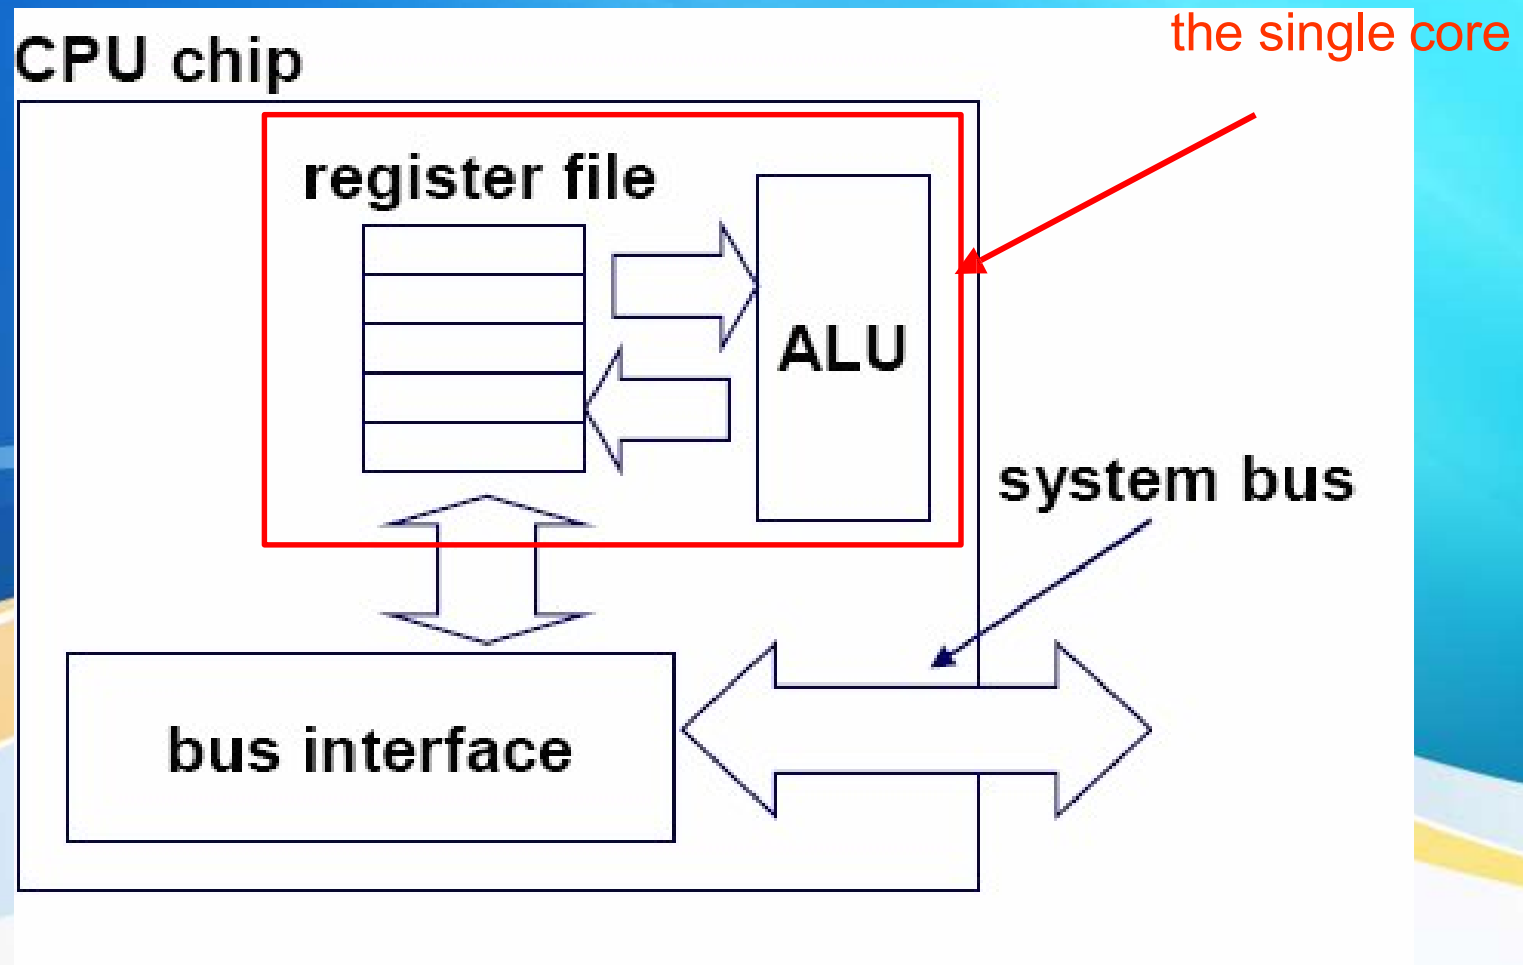 the single core
CPU chip
register file
ALU
system bus
bus interface